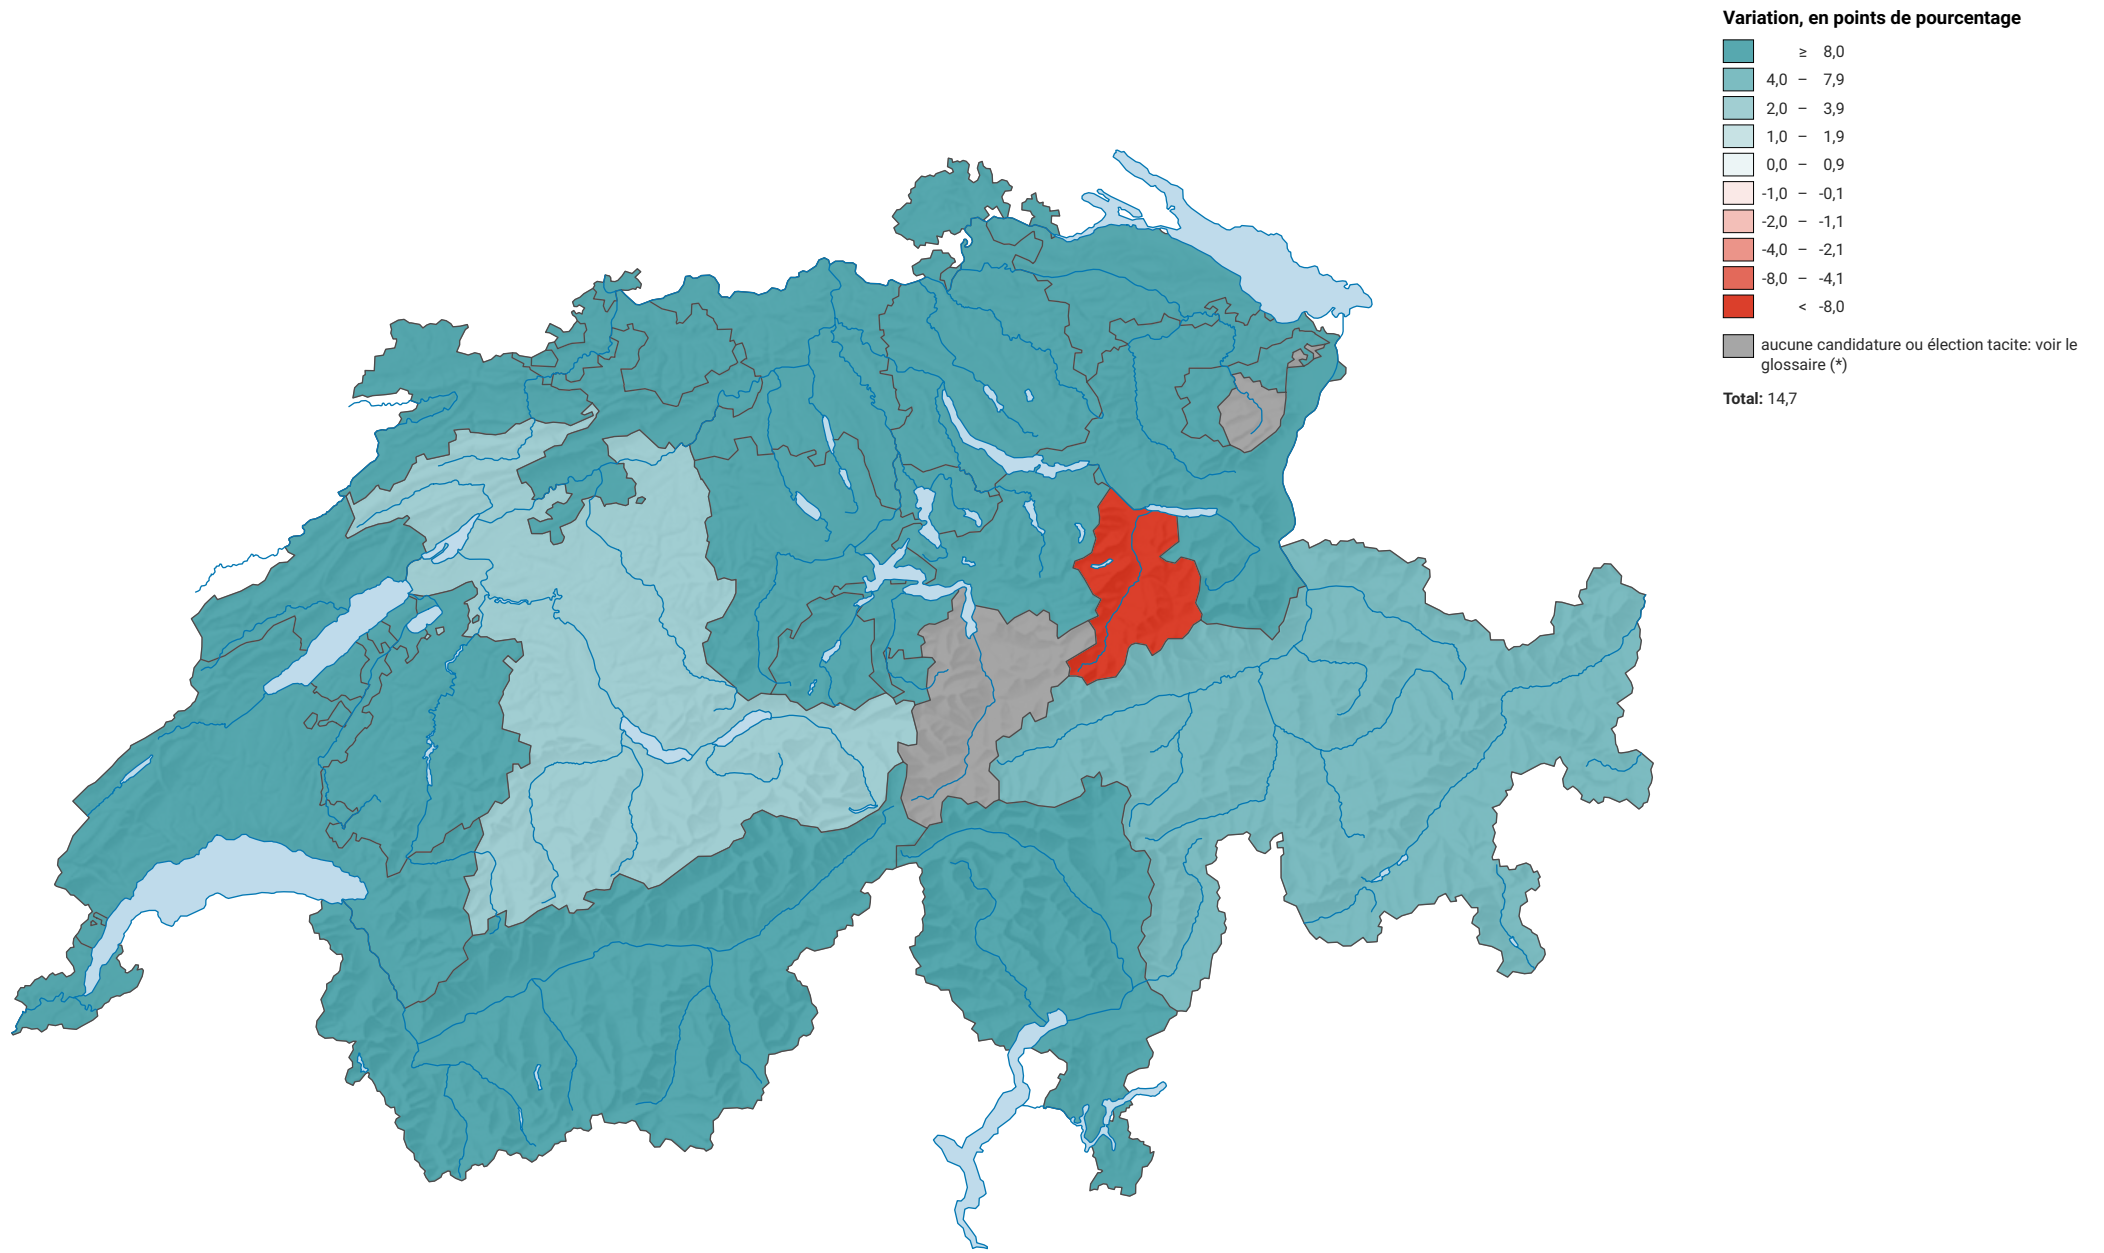 Variation, en points de pourcentage
≥ 8,0
4,0 – 7,9
2,0 – 3,9
1,0 – 1,9
0,0 – 0,9
-1,0 – -0,1
-2,0 – -1,1
-4,0 – -2,1
-8,0 – -4,1
< -8,0
aucune candidature ou élection tacite: voir le
glossaire (*)
Total: 14,7